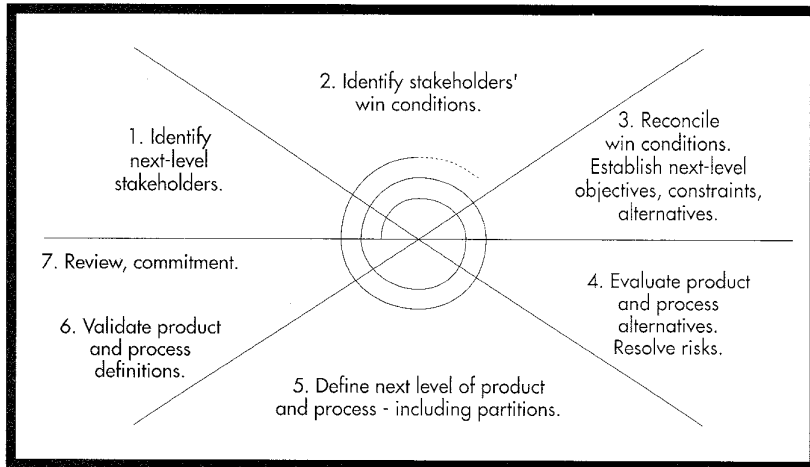 1. Identify
next-level
stakeholders.
2. Identify stakeholders'
win conditions.
3. Reconcile
win conditions.
Establish next-level
objectives, constraints,
alternatives.
4. Evaluate product
and process
alternatives.
Resolve risks.
5. Define next level of product
and process - including partitions.
6. Validate product
and process
definitions.
7. Review, commitment.